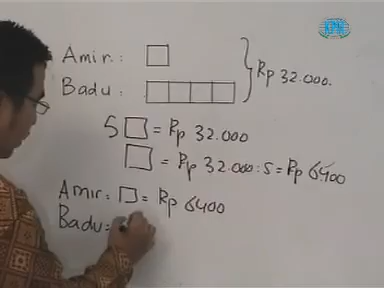 Amir : □
Badu : □□□□
Rp 32.000.
5 □ = Rp 32.000
□ = Rp 32.000 : 5 = Rp 6400
Amir = □ = Rp 6400
Badu =